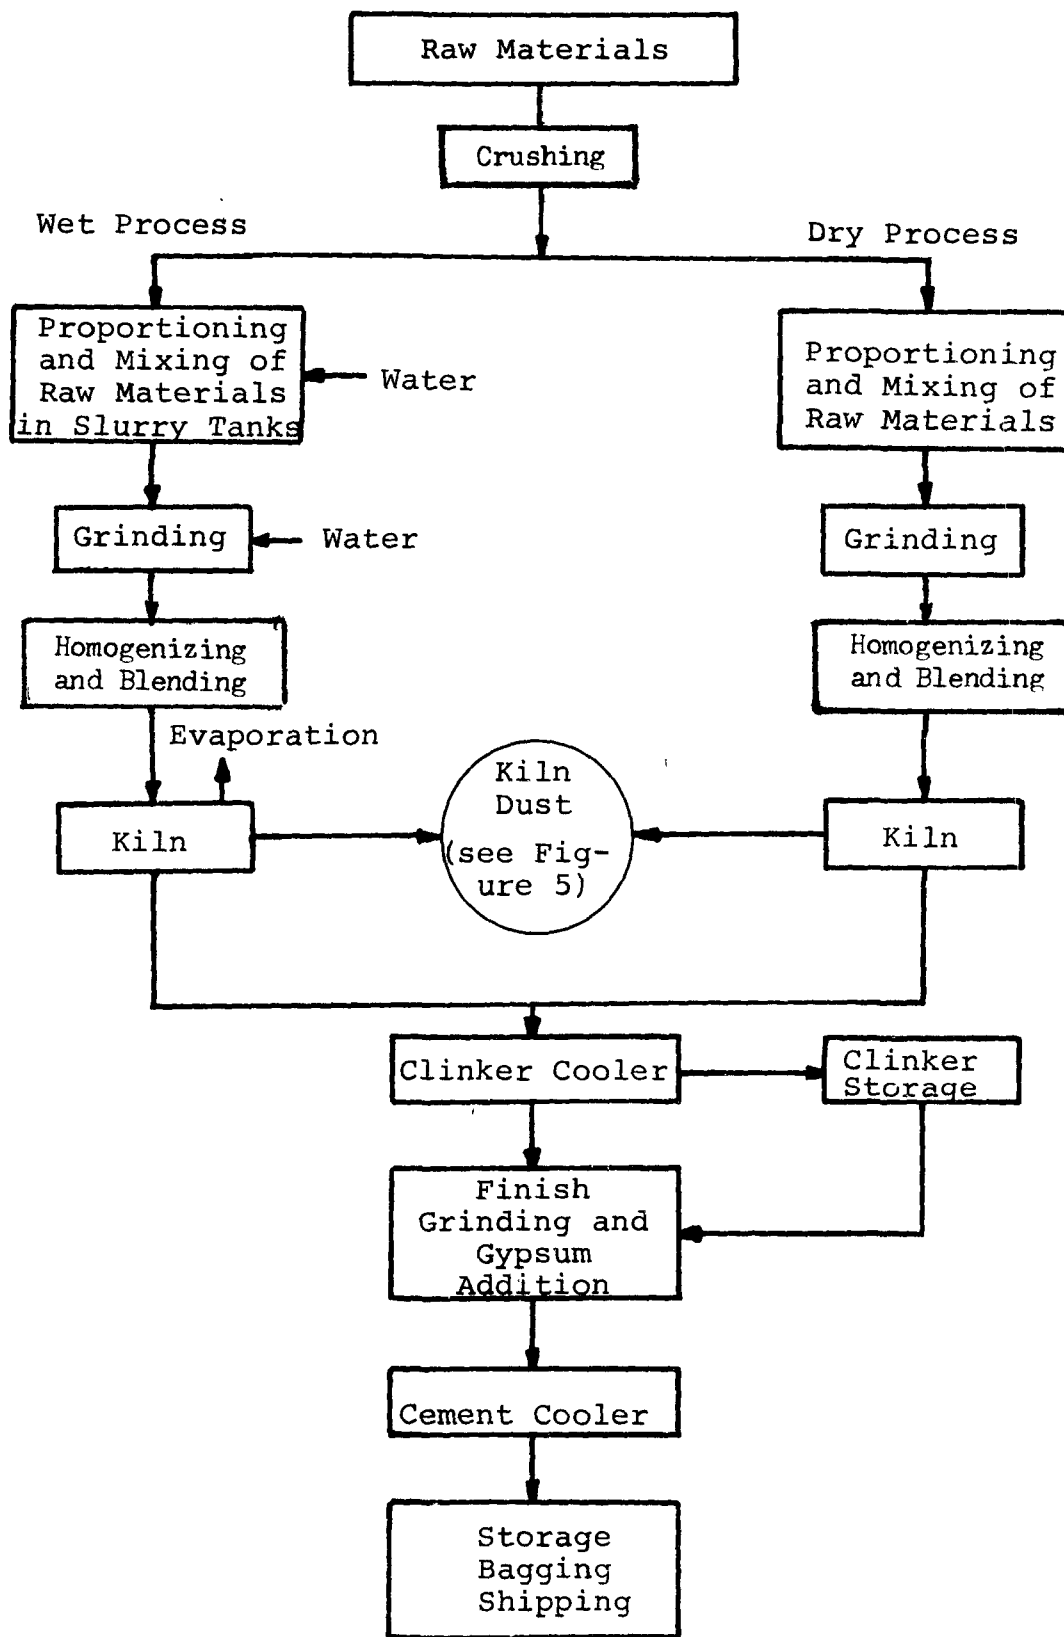 Raw Materials
Crushing
Wet Process
Dry Process
Proportioning
and Mixing of
Raw Materials
in Slurry Tanks
Water
Proportioning
and Mixing of
Raw Materials
Grinding
Water
Grinding
Homogenizing
and Blending
Homogenizing
and Blending
Evaporation
Kiln
Kiln
Dust
(see Fig-
ure 5)
Kiln
Clinker Cooler
Clinker
Storage
Finish
Grinding and
Gypsum
Addition
Cement Cooler
Storage
Bagging
Shipping